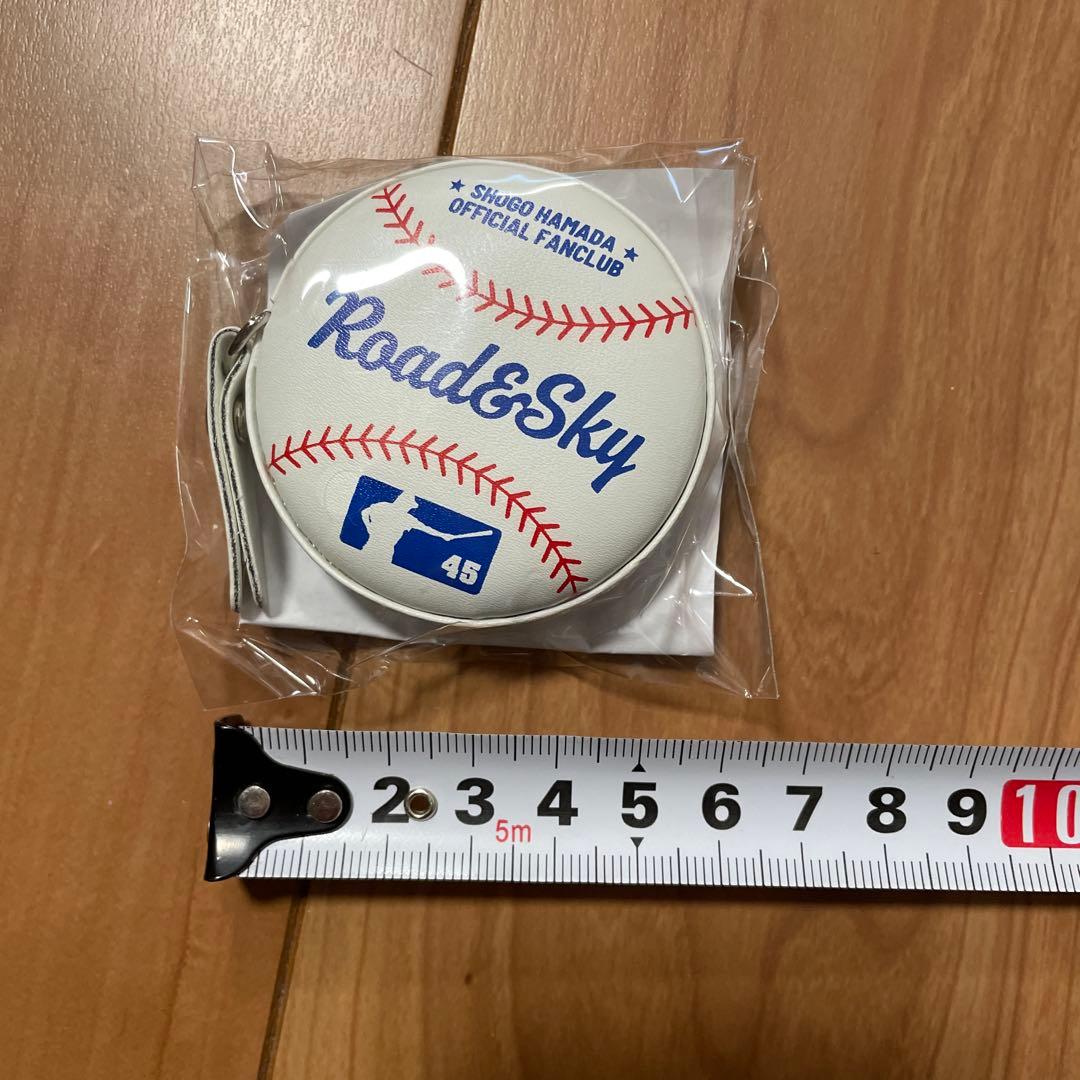 ★ SHOGO HAMADA ★
OFFICIAL FANCLUB
Road&Sky
45
2 3 4 5 6 7 8 9 10
5m